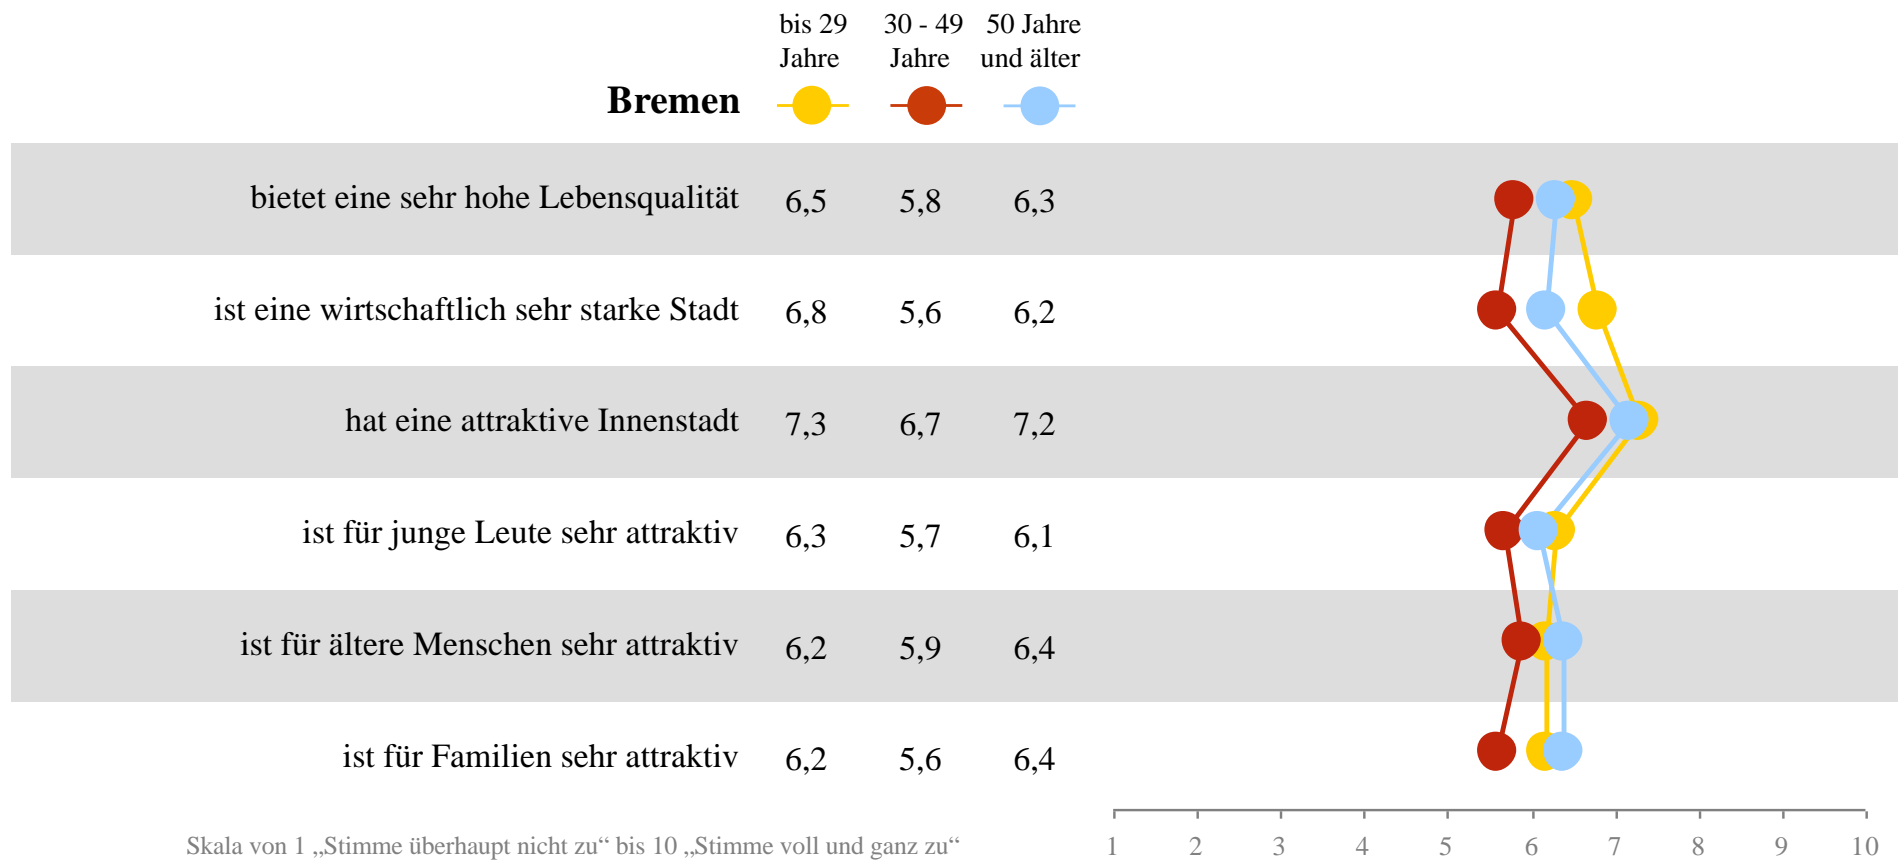 bis 29 30 - 49 50 Jahre
Jahre Jahre und älter
Bremen
bietet eine sehr hohe Lebensqualität 6,5 5,8 6,3
ist eine wirtschaftlich sehr starke Stadt 6,8 5,6 6,2
hat eine attraktive Innenstadt 7,3 6,7 7,2
ist für junge Leute sehr attraktiv 6,3 5,7 6,1
ist für ältere Menschen sehr attraktiv 6,2 5,9 6,4
ist für Familien sehr attraktiv 6,2 5,6 6,4
Skala von 1 „Stimme überhaupt nicht zu“ bis 10 „Stimme voll und ganz zu“ 1 2 3 4 5 6 7 8 9 10